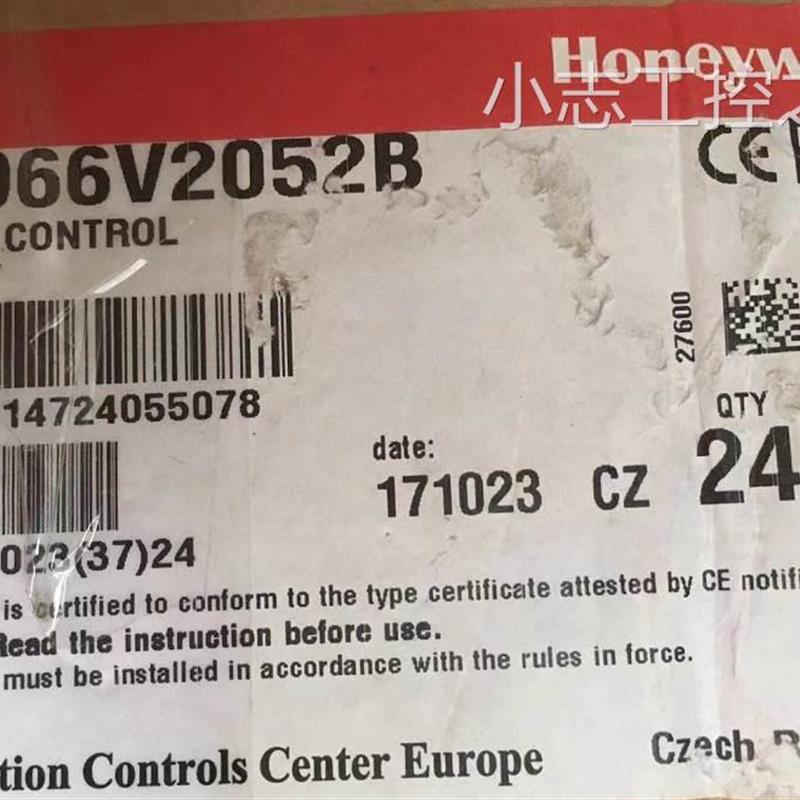 Honeyw
小志工控之
066V2052B
CE
CONTROL
27600
14724055078
QTY
date:
171023 CZ 24
023(37)24
is certified to conform to the type certificate attested by CE notifi
Read the instruction before use.
must be installed in accordance with the rules in force.
tion Controls Center Europe
Czech